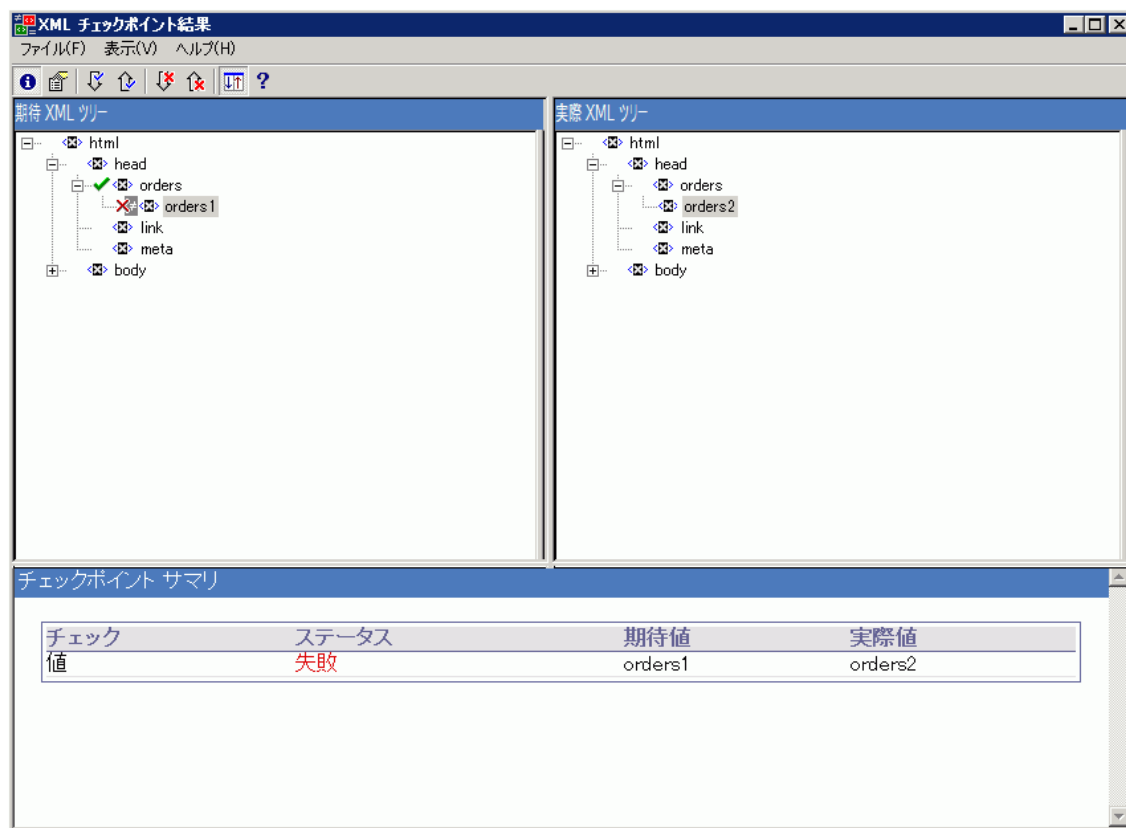 XML チェックポイント結果
ファイル(F) 表示(V) ヘルプ(H)
?
期待 XML ツリー
html
head
orders
orders1
link
meta
body
実際 XML ツリー
html
head
orders
orders2
link
meta
body
チェックポイント サマリ
チェック ステータス 期待値 実際値
値 失敗 orders1 orders2